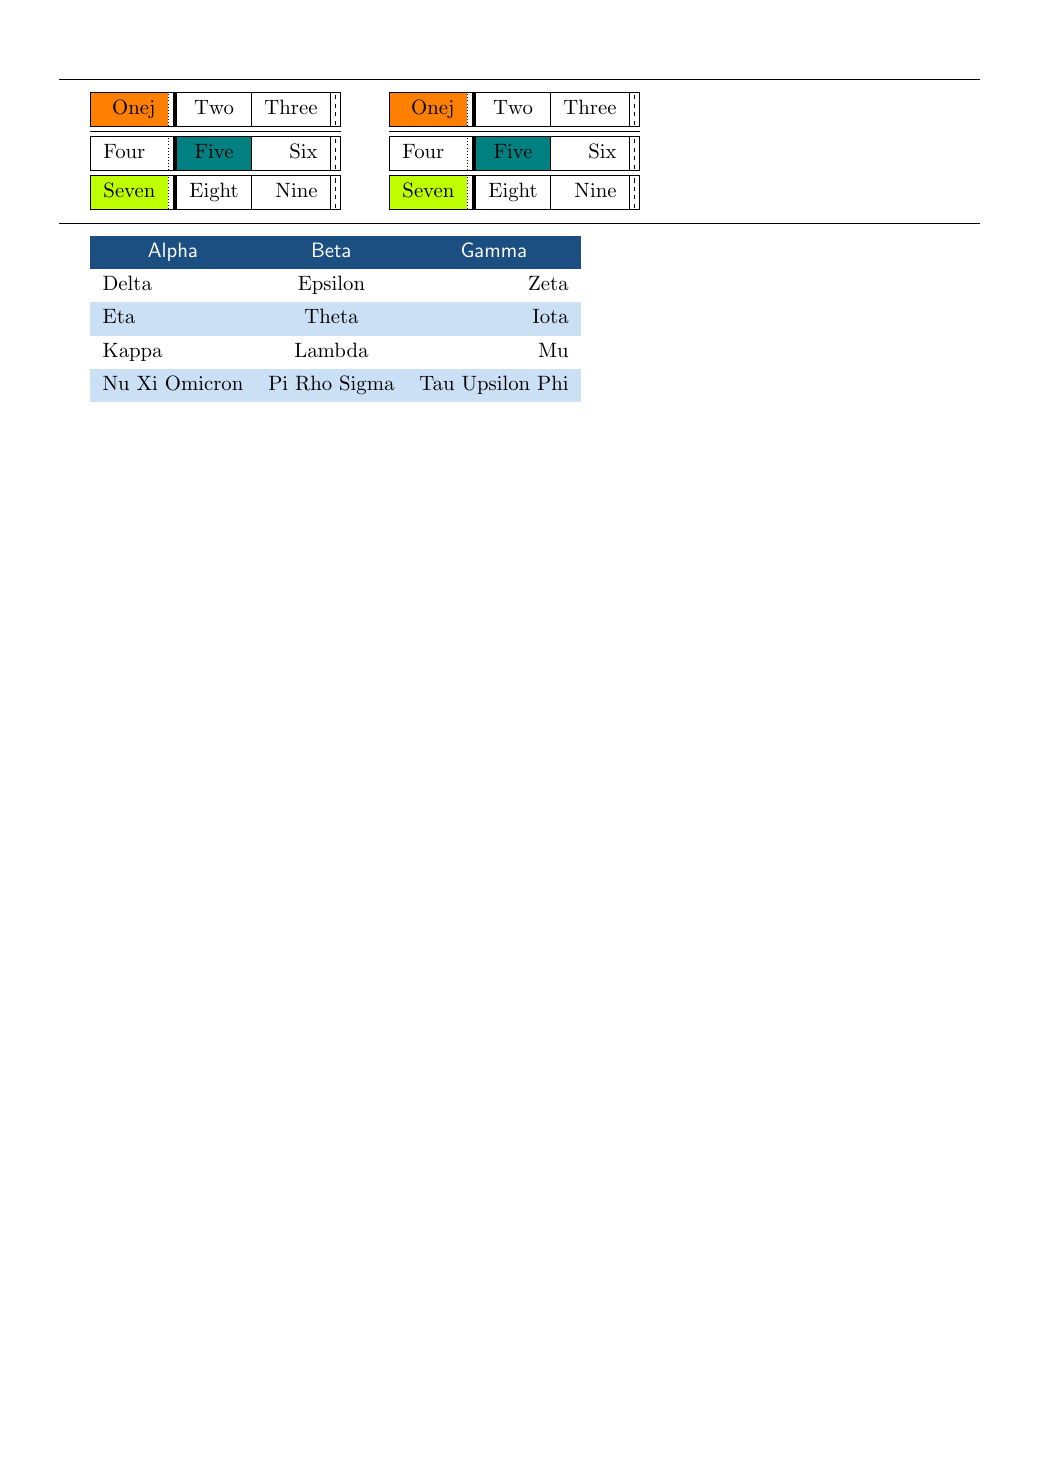 Onej Two Three Onej Two Three
Four Five Six Four Five Six
Seven Eight Nine Seven Eight Nine
Alpha Beta Gamma
Delta Epsilon Zeta
Eta Theta Iota
Kappa Lambda Mu
Nu Xi Omicron Pi Rho Sigma Tau Upsilon Phi